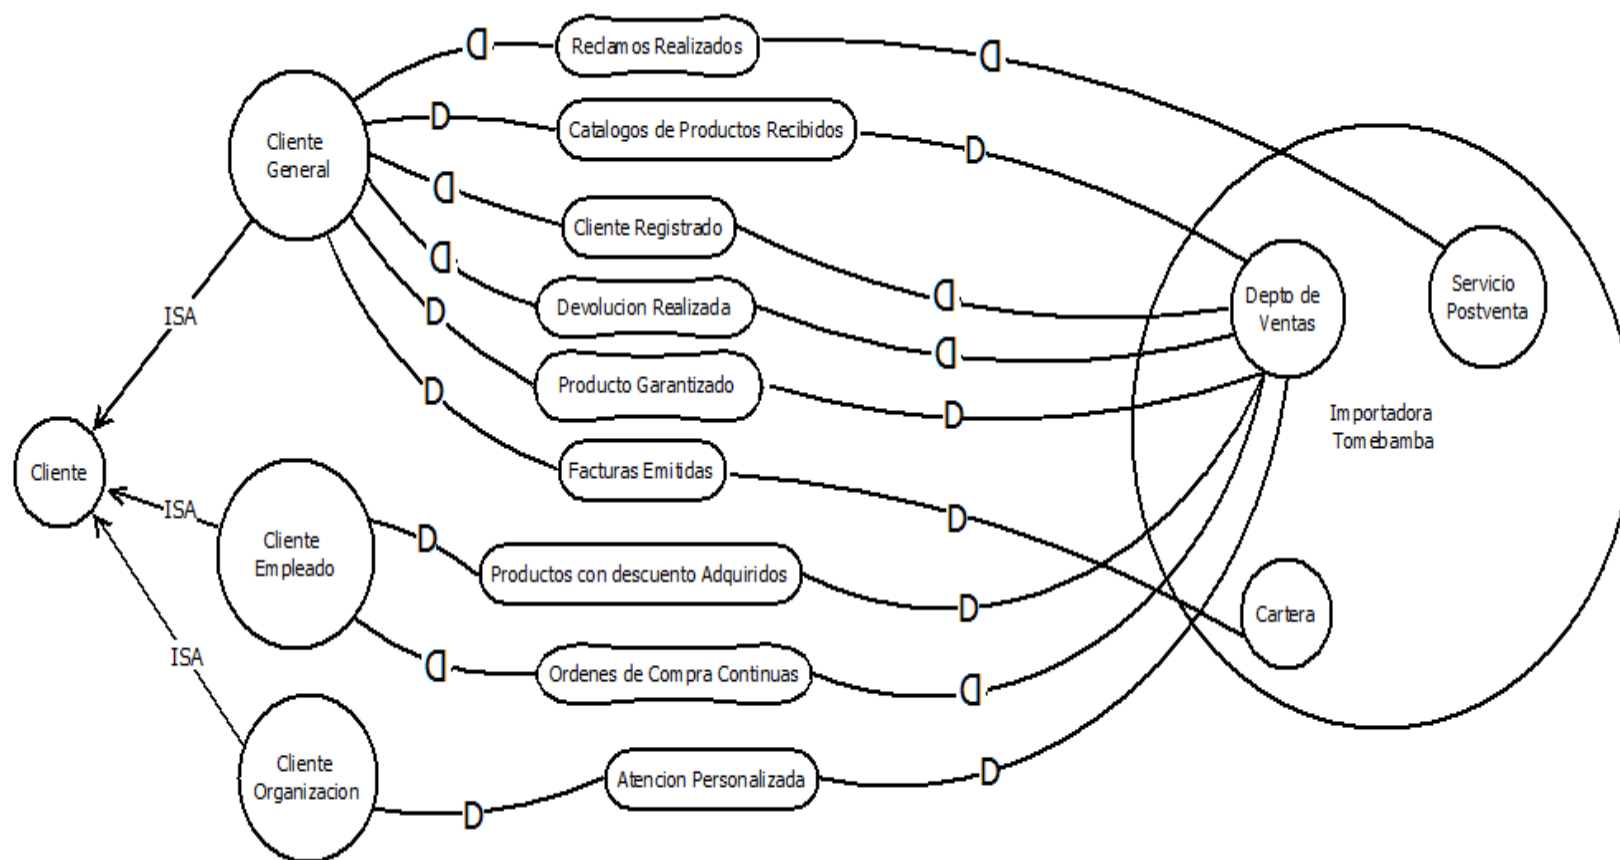 Reclamos Realizados
D
D
Cliente
General
D
Catalogos de Productos Recibidos
D
D
Cliente Registrado
D
D
Devolucion Realizada
D
Depto de
Ventas
Servicio
Postventa
ISA
D
Producto Garantizado
D
Importadora
Tomebamba
D
Facturas Emitidas
D
Cliente
ISA
Cliente
Empleado
D
Productos con descuento Adquiridos
D
Cartera
ISA
D
Ordenes de Compra Continuas
D
Cliente
Organizacion
D
Atencion Personalizada
D